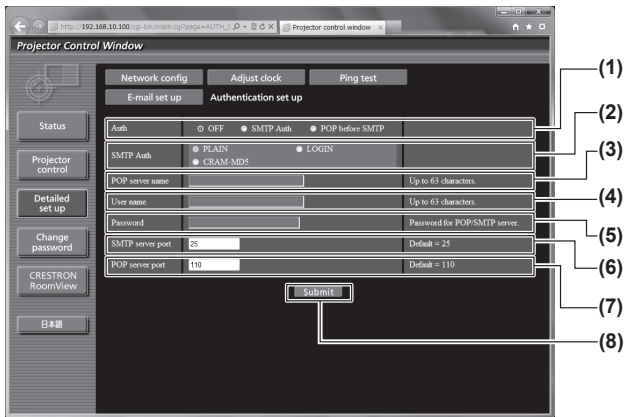 http://192.168.10.100/cgi-bin/main.cgi?page=AUTH_I
Projector control window
Projector Control Window
Network config
Adjust clock
Ping test
E-mail set up
Authentication set up
Status
Projector control
Detailed set up
Change password
CRESTRON RoomView
日本語
Auth
OFF
SMTP Auth
POP before SMTP
(1)
SMTP Auth
PLAIN
LOGIN
CRAM-MD5
(2)
POP server name
Up to 63 characters.
(3)
User name
Up to 63 characters.
(4)
Password
Password for POP/SMTP server.
(5)
SMTP server port
25
Default = 25
(6)
POP server port
110
Default = 110
(7)
Submit
(8)